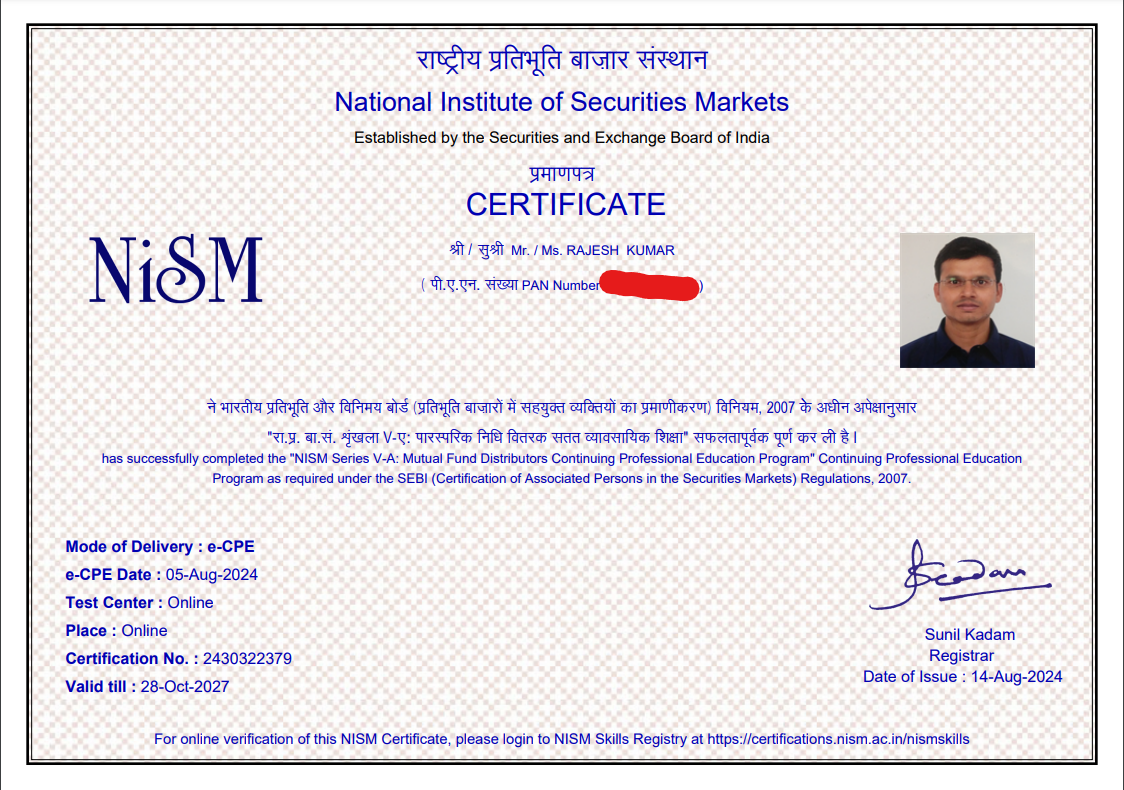 राष्ट्रीय प्रतिभूति बाज़ार संस्थान
National Institute of Securities Markets
Established by the Securities and Exchange Board of India
प्रमाणपत्र
CERTIFICATE
NiSM
श्री / सुश्री Mr. / Ms. RAJESH KUMAR
( पी.ए.एन. संख्या PAN Number )
ने भारतीय प्रतिभूति और विनिमय बोर्ड (प्रतिभूति बाज़ारों में सहयुक्त व्यक्तियों का प्रमाणीकरण) विनियम, 2007 के अधीन अपेक्षानुसार
"रा.प्र. बा.सं. शृंखला V-ए: पारस्परिक निधि वितरक सतत व्यावसायिक शिक्षा" सफलतापूर्वक पूर्ण कर ली है।
has successfully completed the "NISM Series V-A: Mutual Fund Distributors Continuing Professional Education Program" Continuing Professional Education
Program as required under the SEBI (Certification of Associated Persons in the Securities Markets) Regulations, 2007.
Mode of Delivery : e-CPE
e-CPE Date : 05-Aug-2024
Test Center : Online
Place : Online
Certification No. : 2430322379
Valid till : 28-Oct-2027
Skadam
Sunil Kadam
Registrar
Date of Issue : 14-Aug-2024
For online verification of this NISM Certificate, please login to NISM Skills Registry at https://certifications.nism.ac.in/nismskills